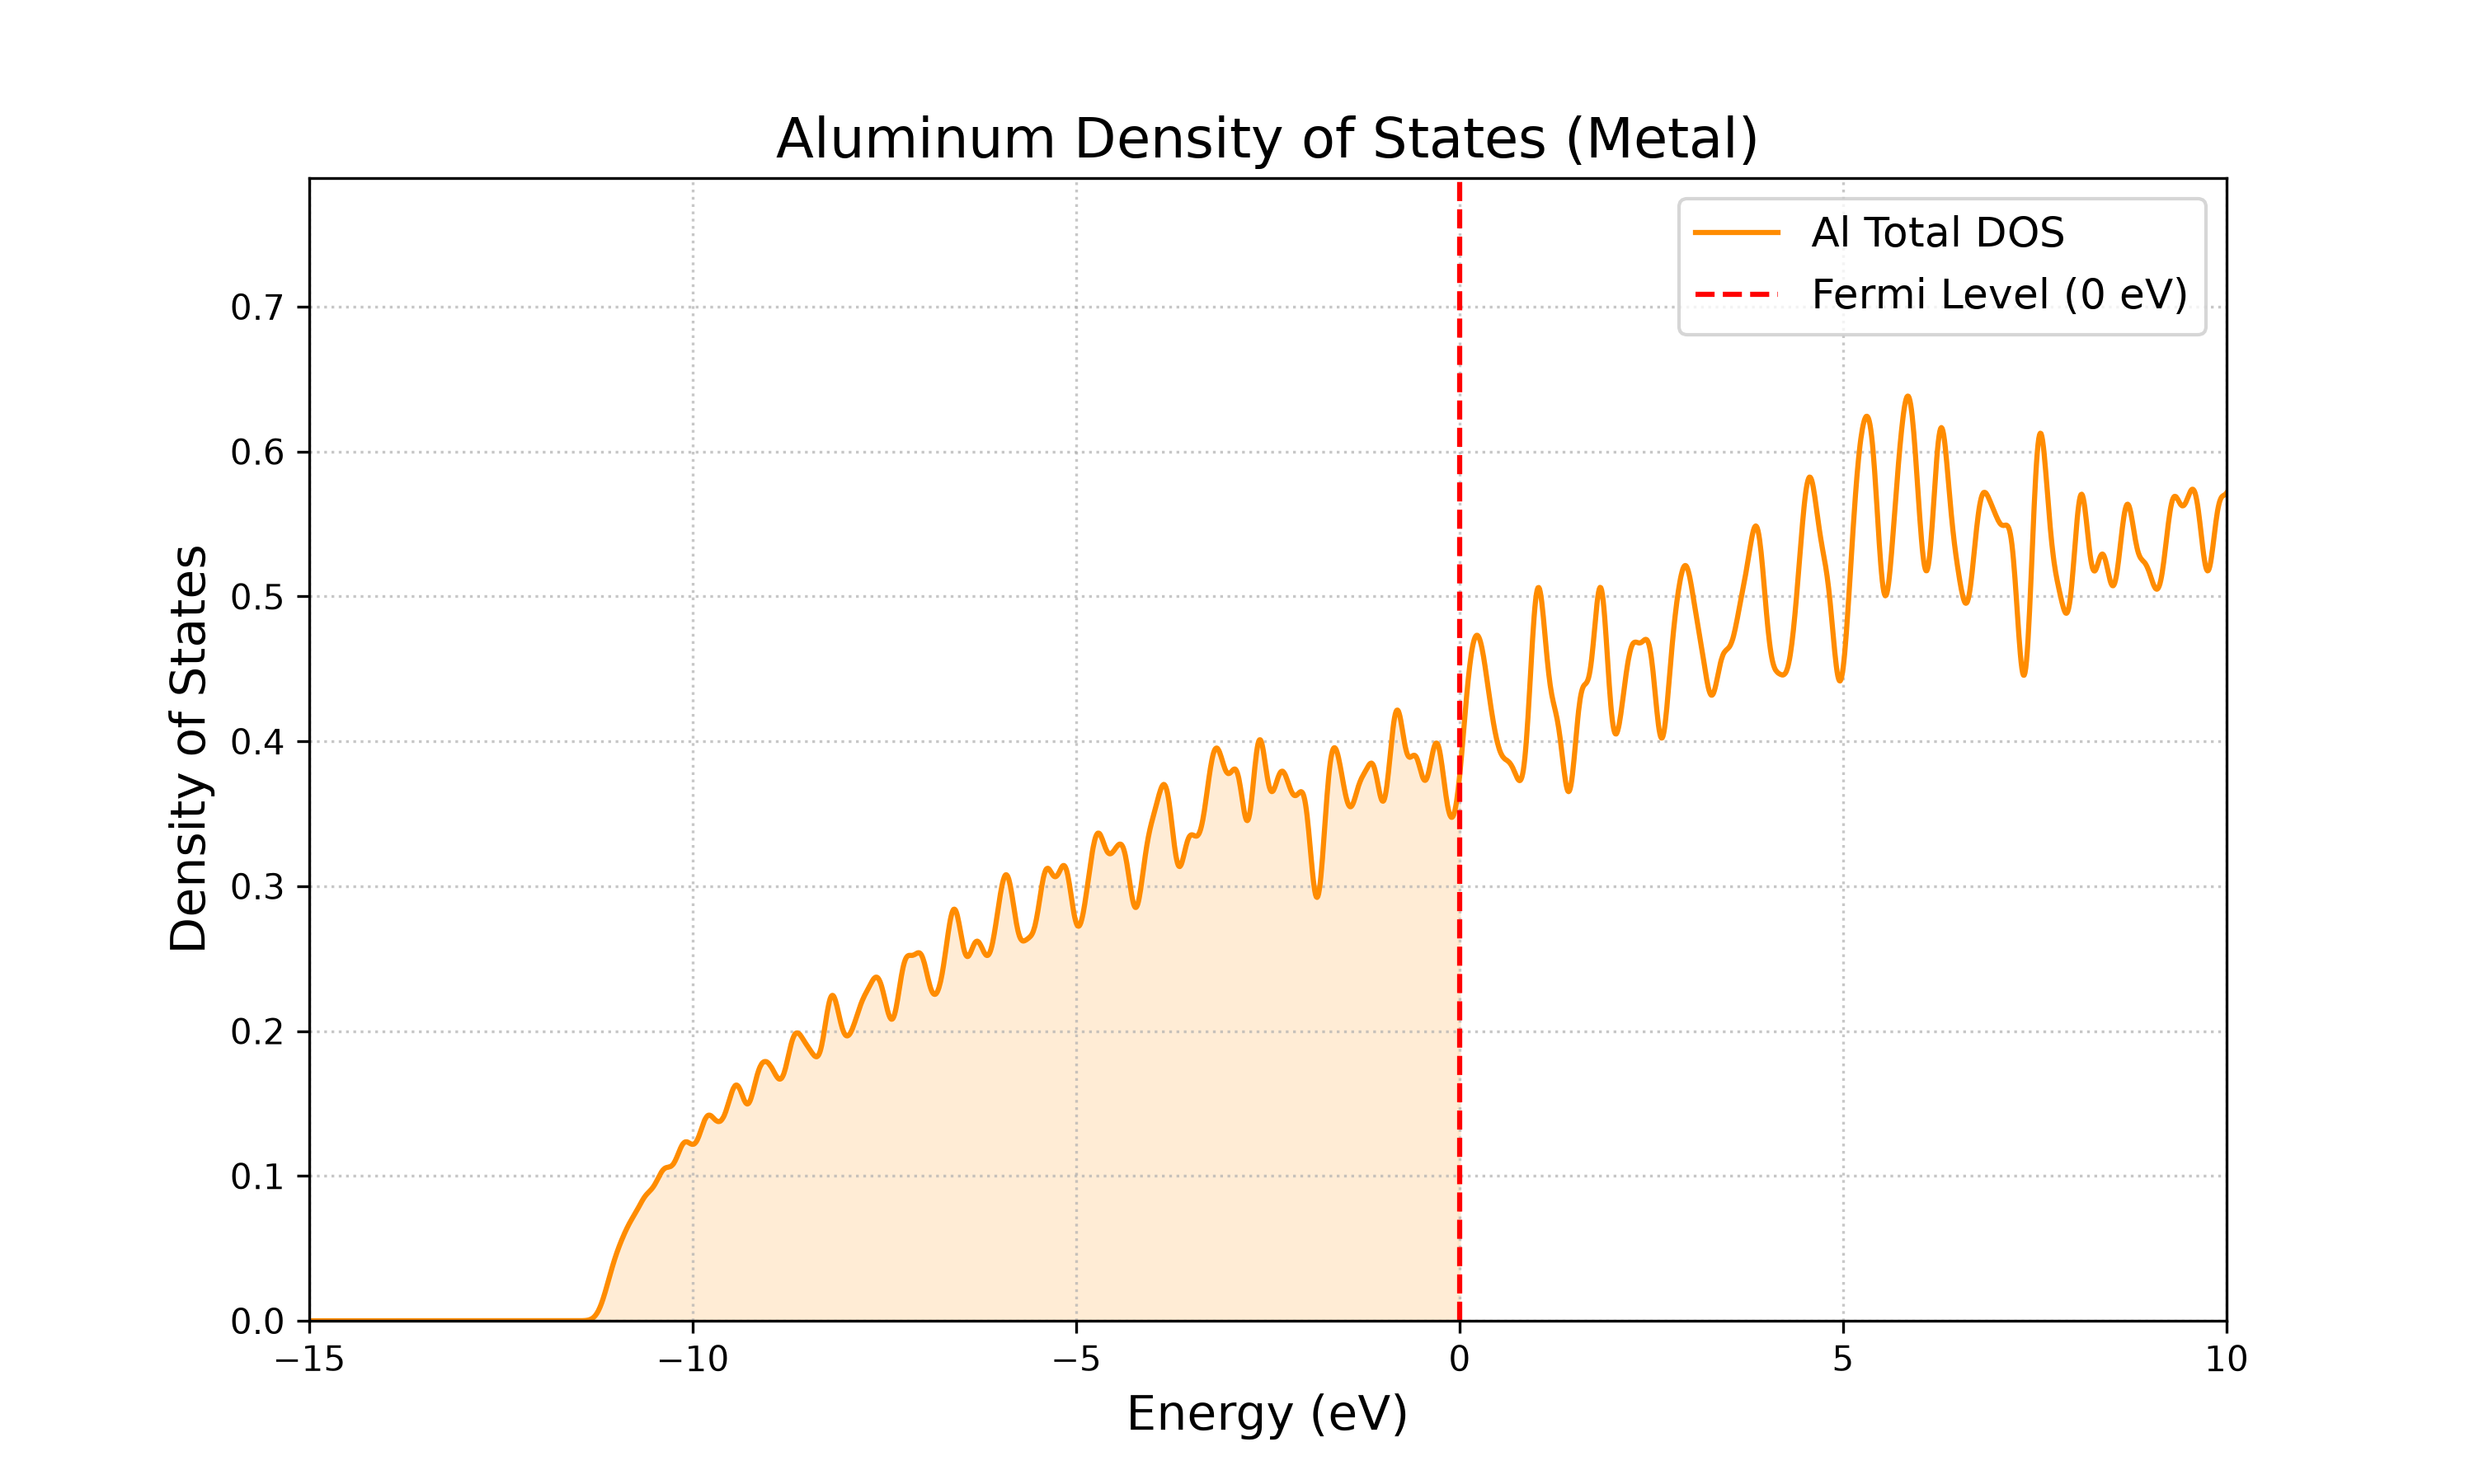 Aluminum Density of States (Metal)
Al Total DOS
Fermi Level (0 eV)
Density of States
0.7
0.6
0.5
0.4
0.3
0.2
0.1
0.0
−15
−10
−5
0
5
10
Energy (eV)